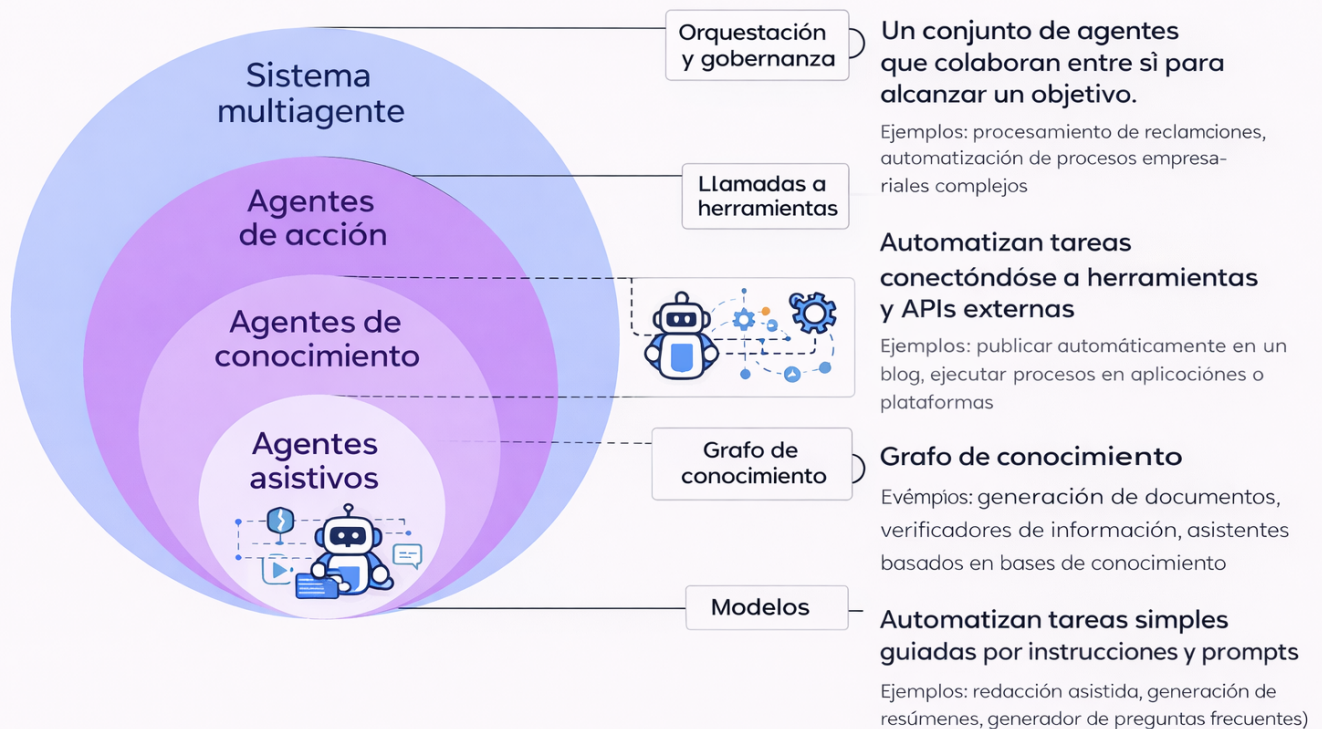 Sistema
multiagente
Agentes
de acción
Agentes de
conocimiento
Agentes
asistivos
Orquestación
y gobernanza
Un conjunto de agentes
que colaboran entre sì para
alcanzar un objetivo.
Ejemplos: procesamiento de reclamciones,
automatización de procesos empresa-
riales complejos
Llamadas a
herramientas
Automatizan tareas
conectóndóse a herramientas
y APIs externas
Ejemplos: publicar automáticamente en un
blog, ejecutar procesos en aplicociónes o
plataformas
Grafo de
conocimiento
Grafo de conocimiento
Evémpios: generación de documentos,
verificadores de información, asistentes
basados en bases de conocimiento
Modelos
Automatizan tareas simples
guiadas por instrucciones y prompts
Ejemplos: redacción asistida, generación de
resúmenes, generador de preguntas frecuentes)